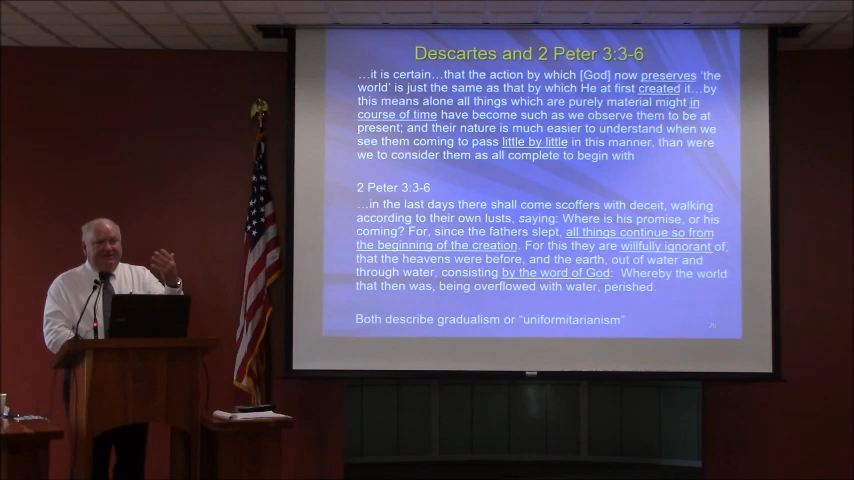 Descartes and 2 Peter 3:3-6
…it is certain…that the action by which [God] now preserves 'the
world' is just the same as that by which He at first created it…by
this means alone all things which are purely material might in
course of time have become such as we observe them to be at
present; and their nature is much easier to understand when we
see them coming to pass little by little in this manner, than were
we to consider them as all complete to begin with
2 Peter 3:3-6
…in the last days there shall come scoffers with deceit, walking
according to their own lusts, saying: Where is his promise, or his
coming? For, since the fathers slept, all things continue so from
the beginning of the creation. For this they are willfully ignorant of,
that the heavens were before, and the earth, out of water and
through water, consisting by the word of God:  Whereby the world
that then was, being overflowed with water, perished.
Both describe gradualism or "uniformitarianism"